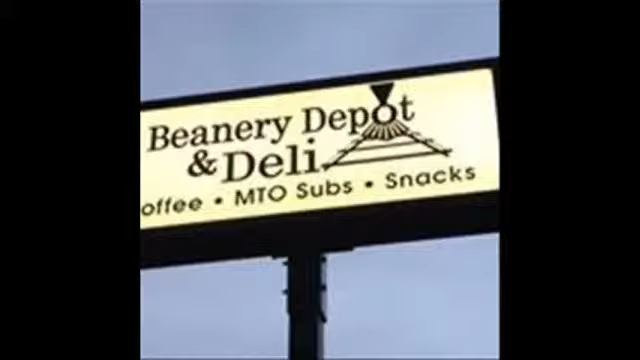 Beanery Depot
& Deli
offee • MTO Subs • Snacks